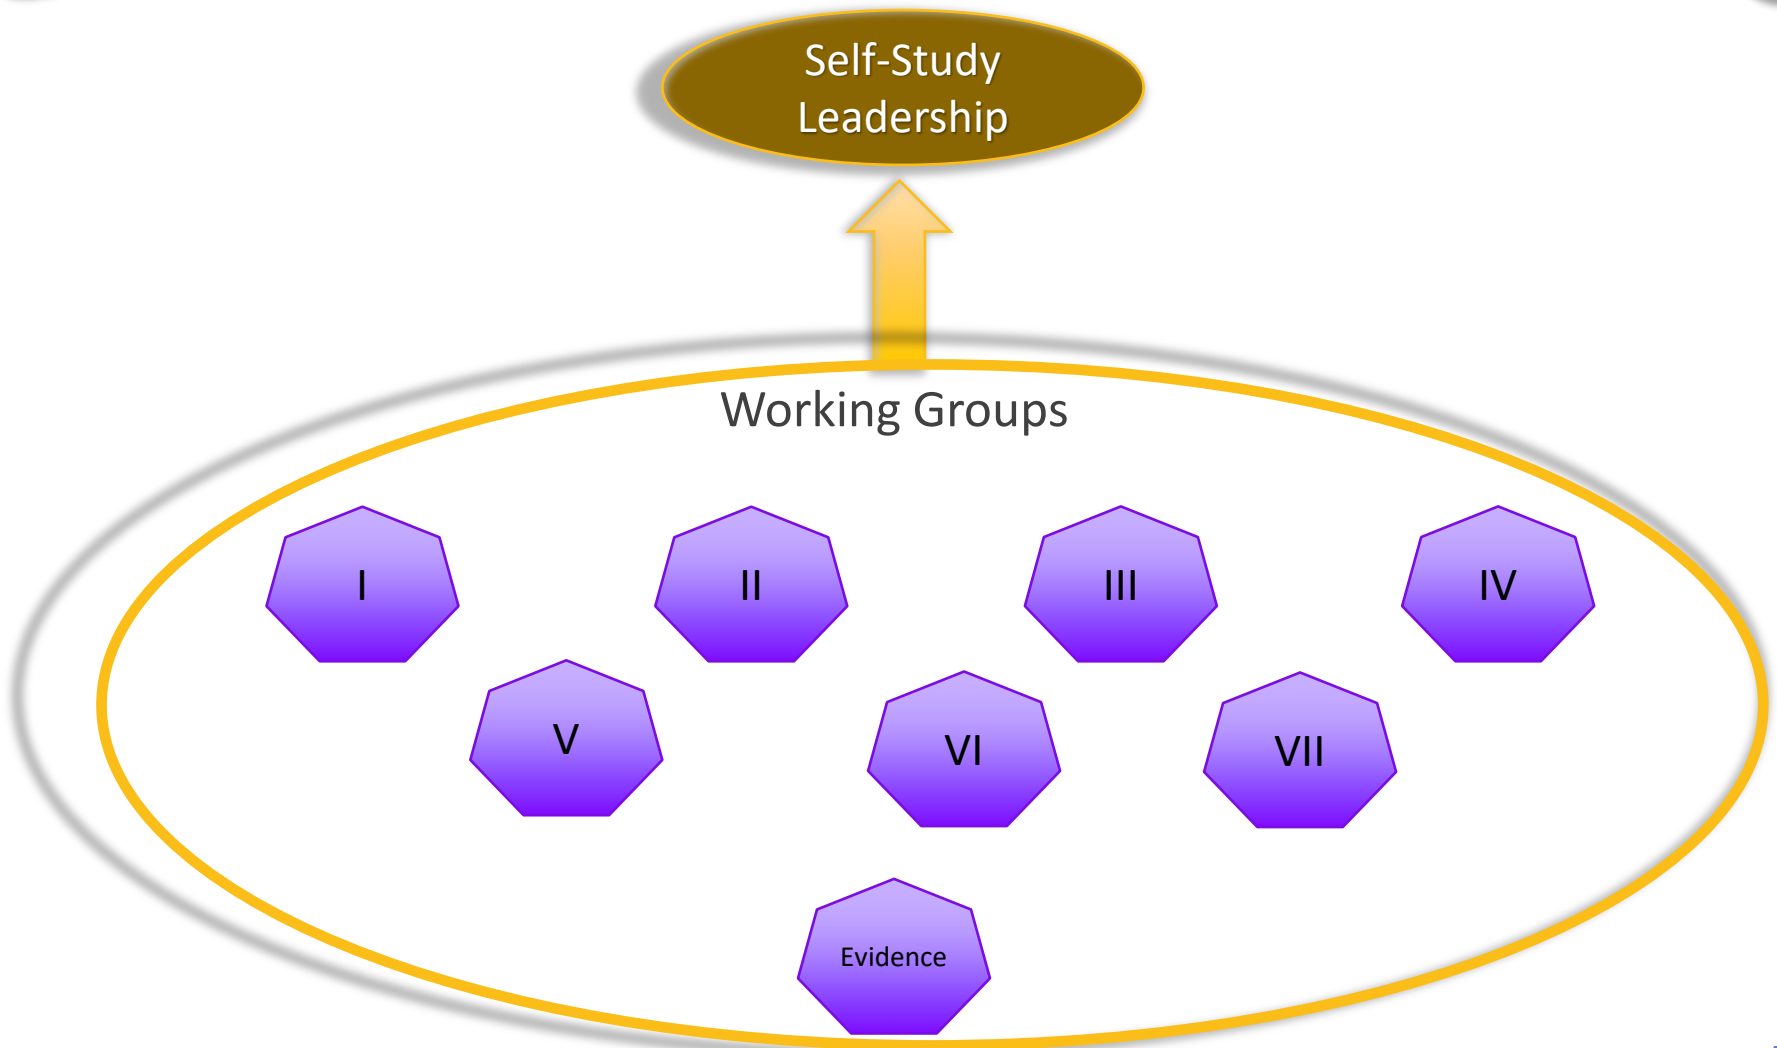 Self-Study
Leadership
Working Groups
I
II
III
IV
V
VI
VII
Evidence